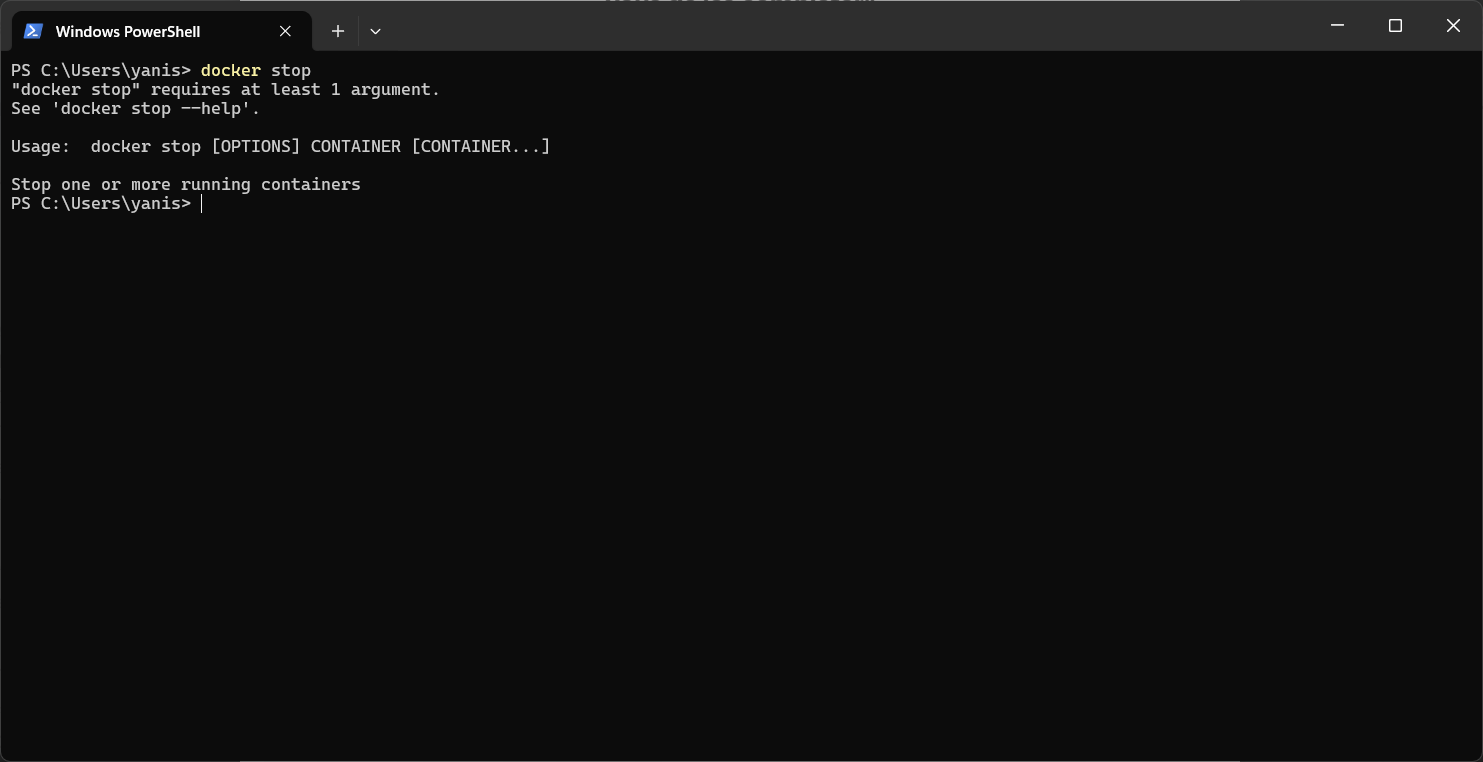 Windows PowerShell
PS C:\Users\yanis> docker stop
"docker stop" requires at least 1 argument.
See 'docker stop --help'.
Usage:  docker stop [OPTIONS] CONTAINER [CONTAINER...]
Stop one or more running containers
PS C:\Users\yanis>